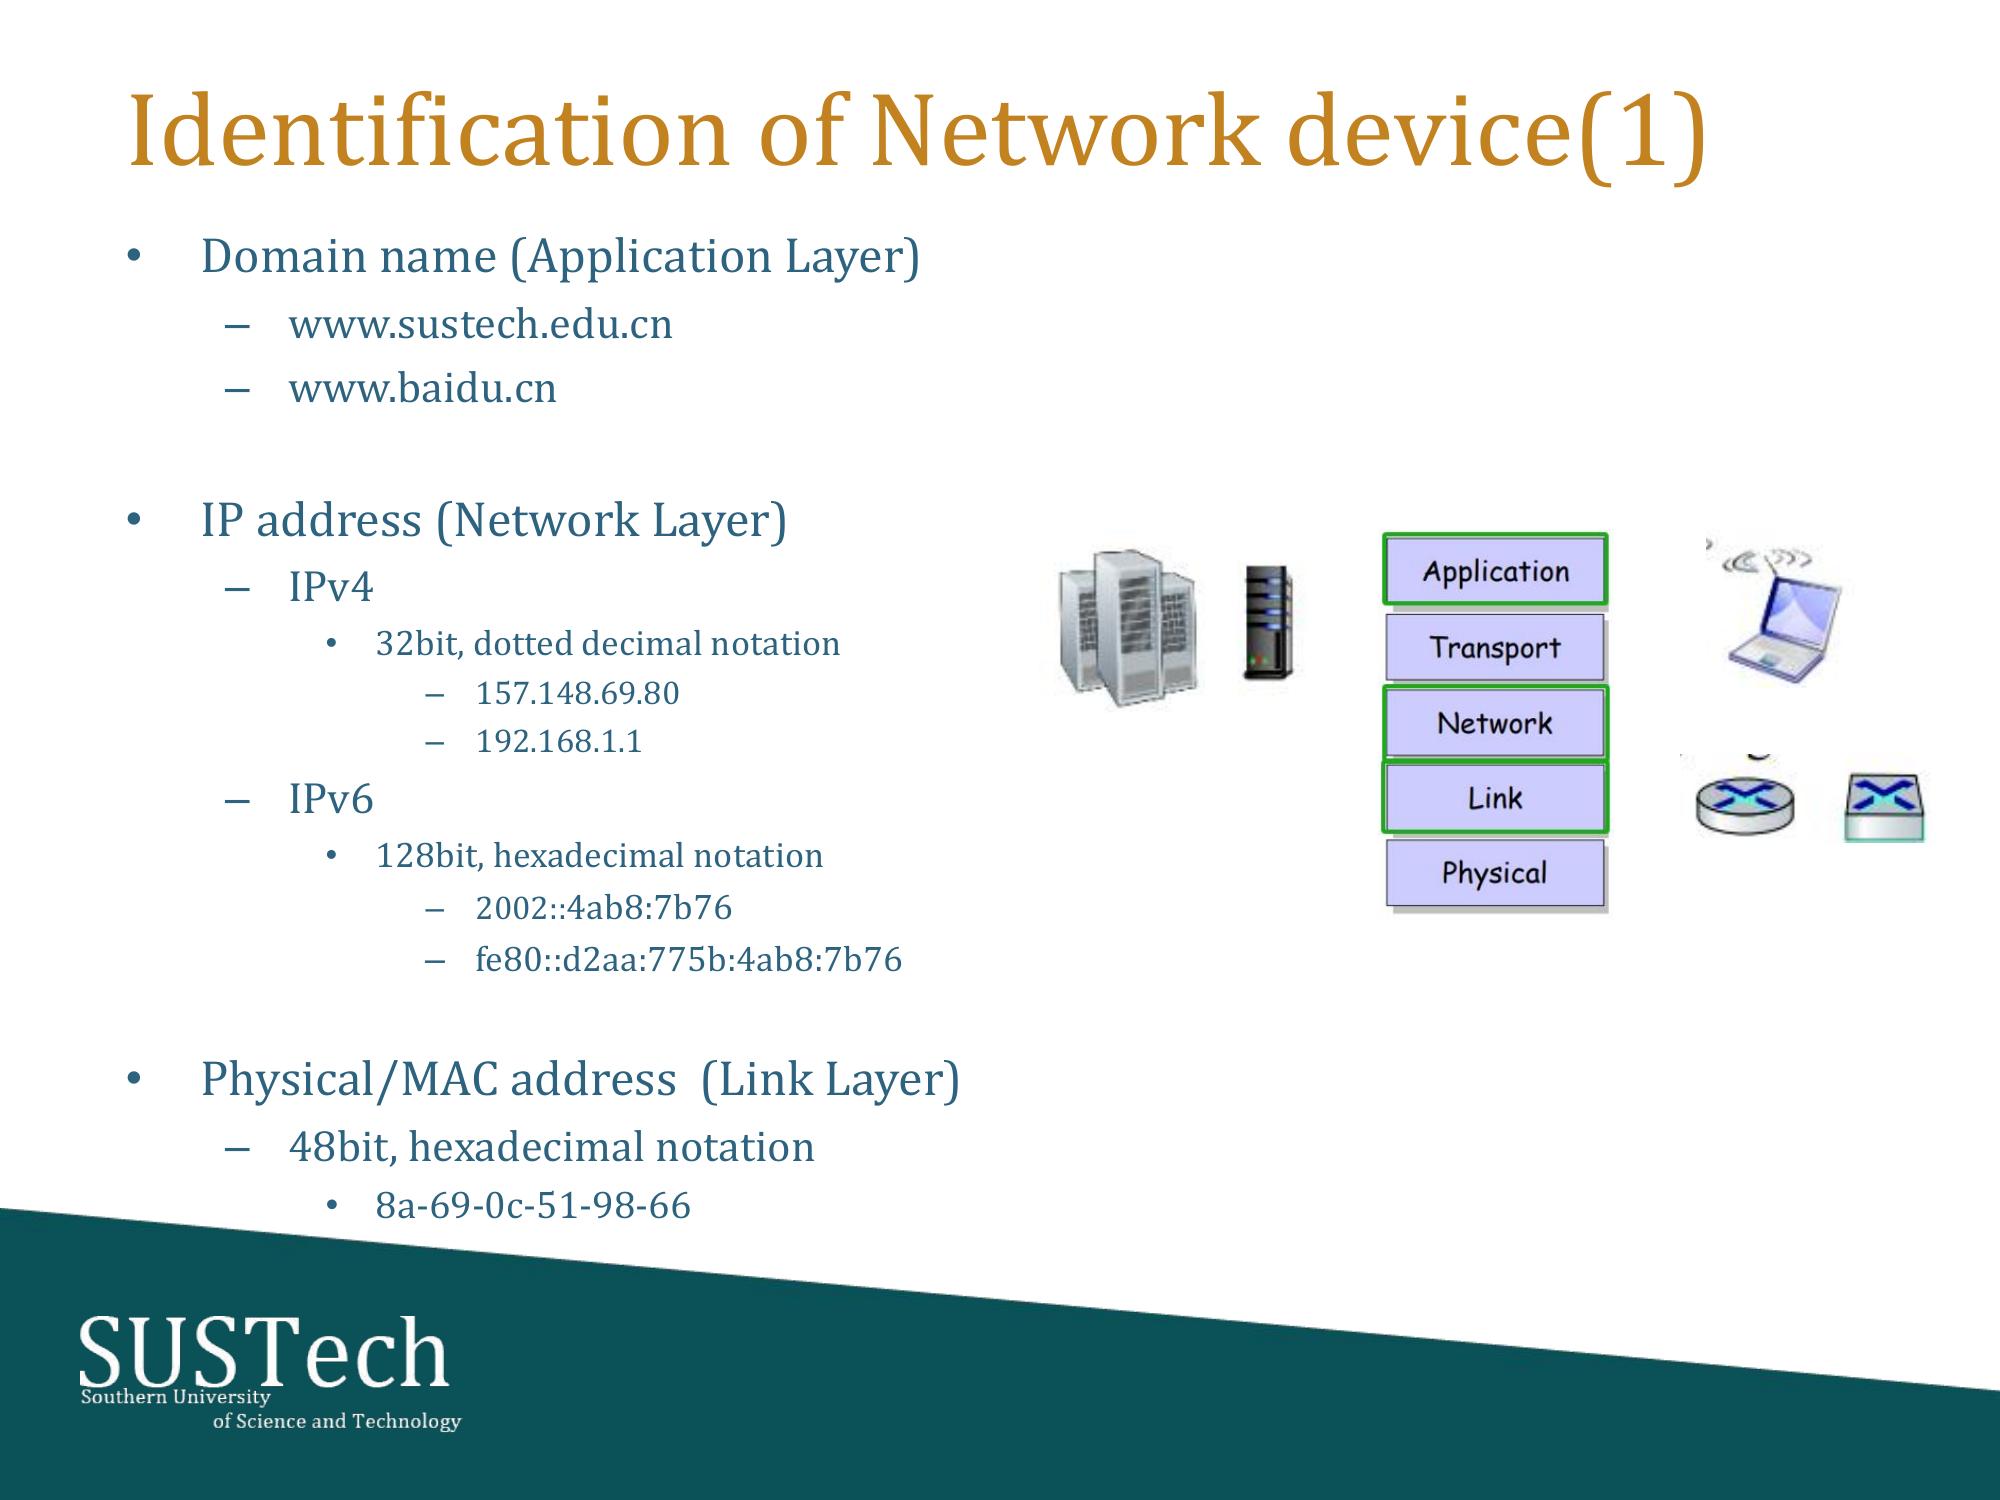 Identification of Network device(1)
• Domain name (Application Layer)
– www.sustech.edu.cn
– www.baidu.cn
• IP address (Network Layer)
– IPv4
• 32bit, dotted decimal notation
– 157.148.69.80
– 192.168.1.1
– IPv6
• 128bit, hexadecimal notation
– 2002::4ab8:7b76
– fe80::d2aa:775b:4ab8:7b76
• Physical/MAC address (Link Layer)
– 48bit, hexadecimal notation
• 8a-69-0c-51-98-66
Application
Transport
Network
Link
Physical
SUSTech
Southern University
of Science and Technology